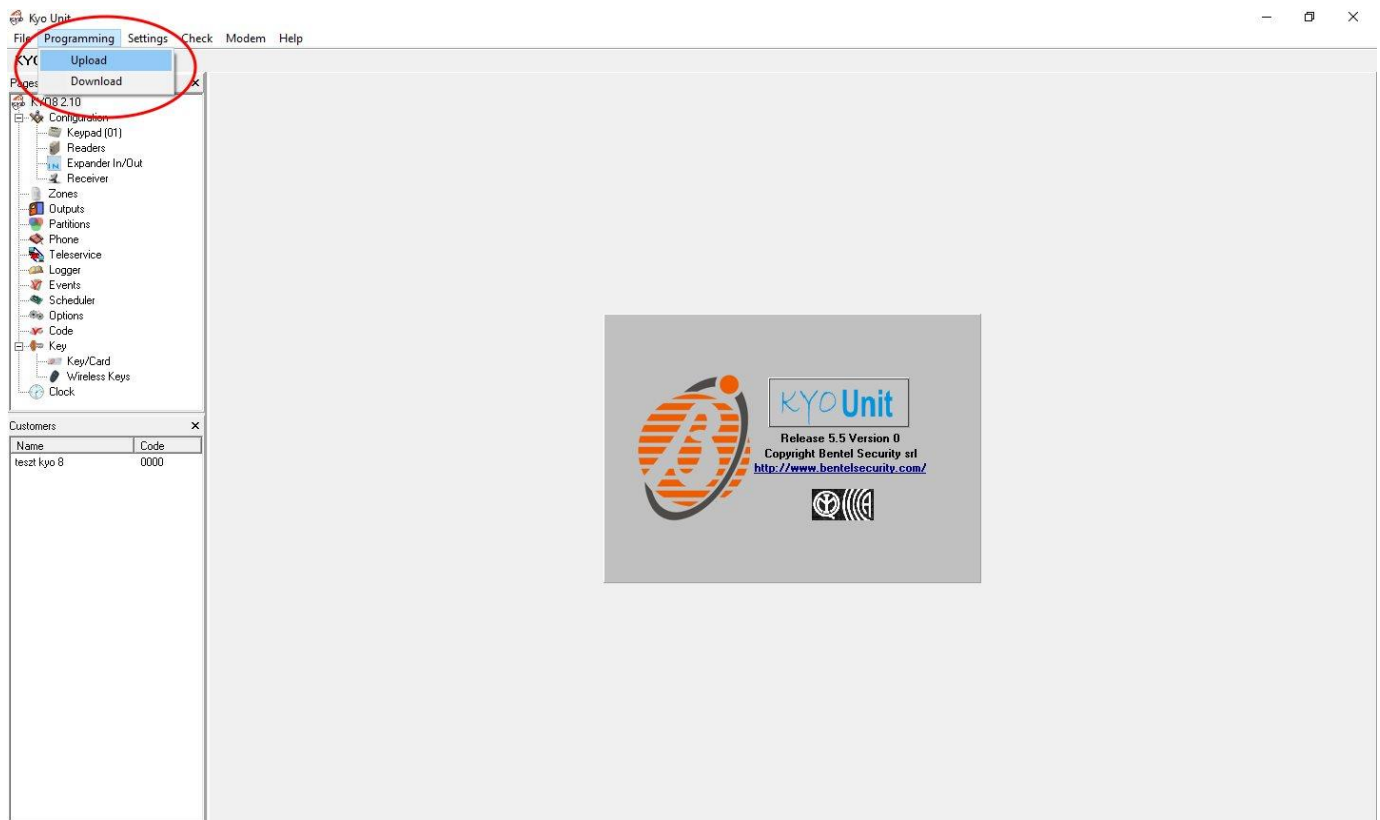 Kyo Unit
File Programming Settings Check Modem Help
KYO
Upload
Download
Pages
KYO8 2.10
Configuration
Keypad (01)
Readers
Expander In/Out
Receiver
Zones
Outputs
Partitions
Phone
Teleservice
Logger
Events
Scheduler
Options
Code
Key
Key/Card
Wireless Keys
Clock
Customers
Name Code
teszt kyo 8 0000
KYO Unit
Release 5.5 Version 0
Copyright Bentel Security srl
http://www.bentelsecurity.com/